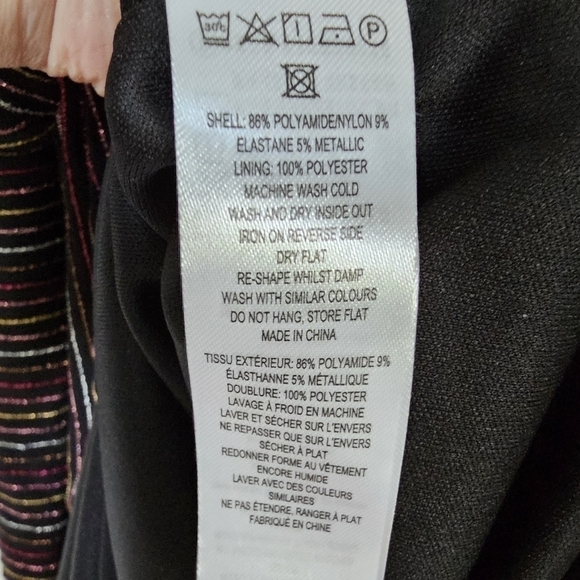 30°C
P
SHELL: 86% POLYAMIDE/NYLON 9%
ELASTANE 5% METALLIC
LINING: 100% POLYESTER
MACHINE WASH COLD
WASH AND DRY INSIDE OUT
IRON ON REVERSE SIDE
DRY FLAT
RE-SHAPE WHILST DAMP
WASH WITH SIMILAR COLOURS
DO NOT HANG, STORE FLAT
MADE IN CHINA
TISSU EXTÉRIEUR: 86% POLYAMIDE 9%
ÉLASTHANNE 5% MÉTALLIQUE
DOUBLURE: 100% POLYESTER
LAVAGE À FROID EN MACHINE
LAVER ET SÉCHER SUR L'ENVERS
NE REPASSER QUE SUR L'ENVERS
SÉCHER À PLAT
REDONNER FORME AU VÊTEMENT
ENCORE HUMIDE
LAVER AVEC DES COULEURS
SIMILAIRES
NE PAS ÉTENDRE, RANGER À PLAT
FABRIQUÉ EN CHINE